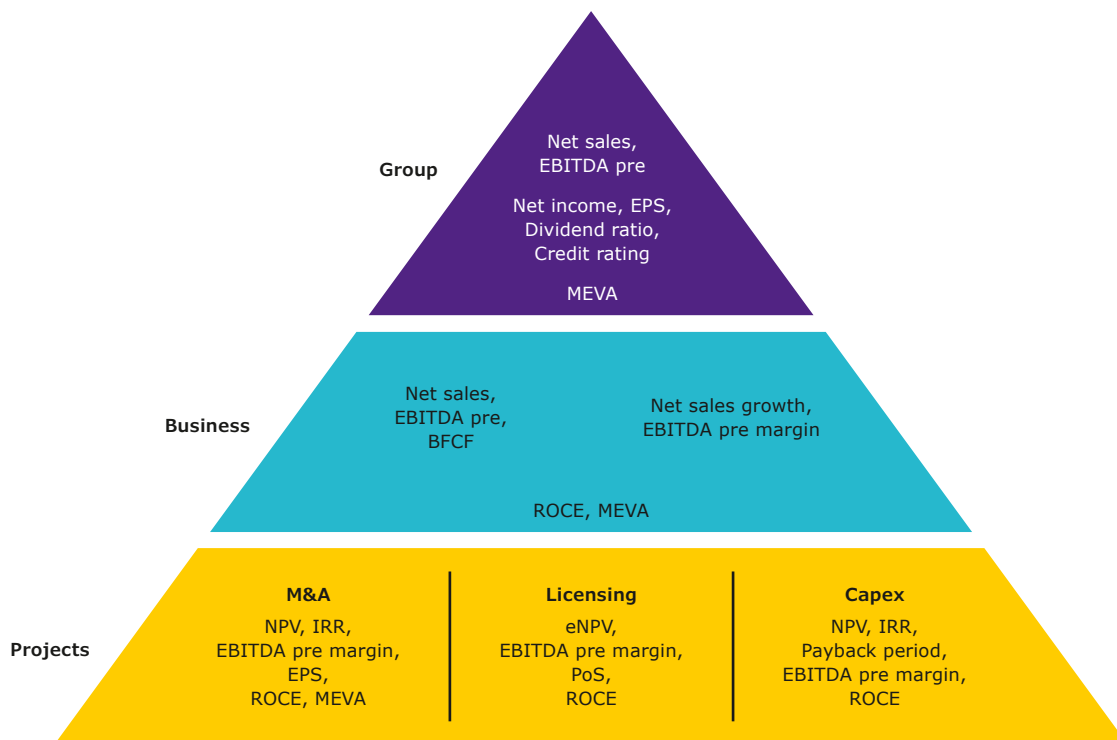 Group
Net sales,
EBITDA pre
Net income, EPS,
Dividend ratio,
Credit rating
MEVA
Business
Net sales,
EBITDA pre,
BFCF
Net sales growth,
EBITDA pre margin
ROCE, MEVA
Projects
M&A
NPV, IRR,
EBITDA pre margin,
EPS,
ROCE, MEVA
Licensing
eNPV,
EBITDA pre margin,
PoS,
ROCE
Capex
NPV, IRR,
Payback period,
EBITDA pre margin,
ROCE